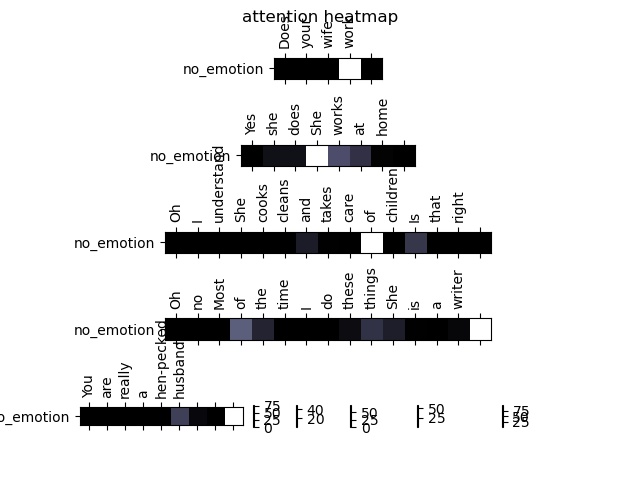 attention heatmap
Does your wife work
no_emotion
Yes she does She works at home
no_emotion
Oh I understand She cooks cleans and takes care of children Is that right
no_emotion
Oh no Most of the time I do these things She is a writer
no_emotion
You are really a hen-pecked husband
o_emotion
75 50 25 0
40 20
50 25 0
50 25
75 50 25